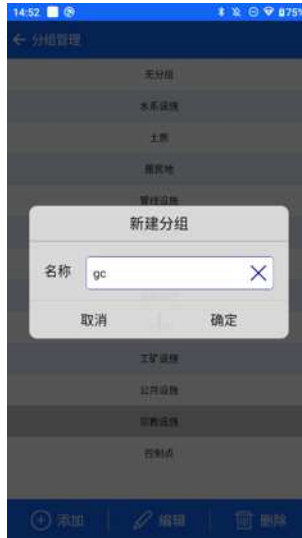 14:52
75%
分组管理
无分组
水系设施
土质
居民地
管线设施
新建分组
名称 gc
取消 确定
工矿设施
公共设施
宗教设施
控制点
添加 编辑 删除